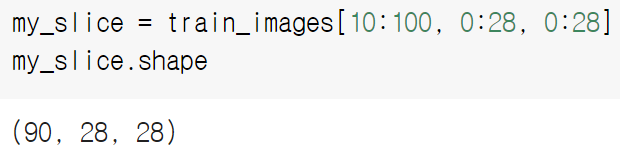 my_slice = train_images[10:100, 0:28, 0:28]
my_slice.shape
(90, 28, 28)